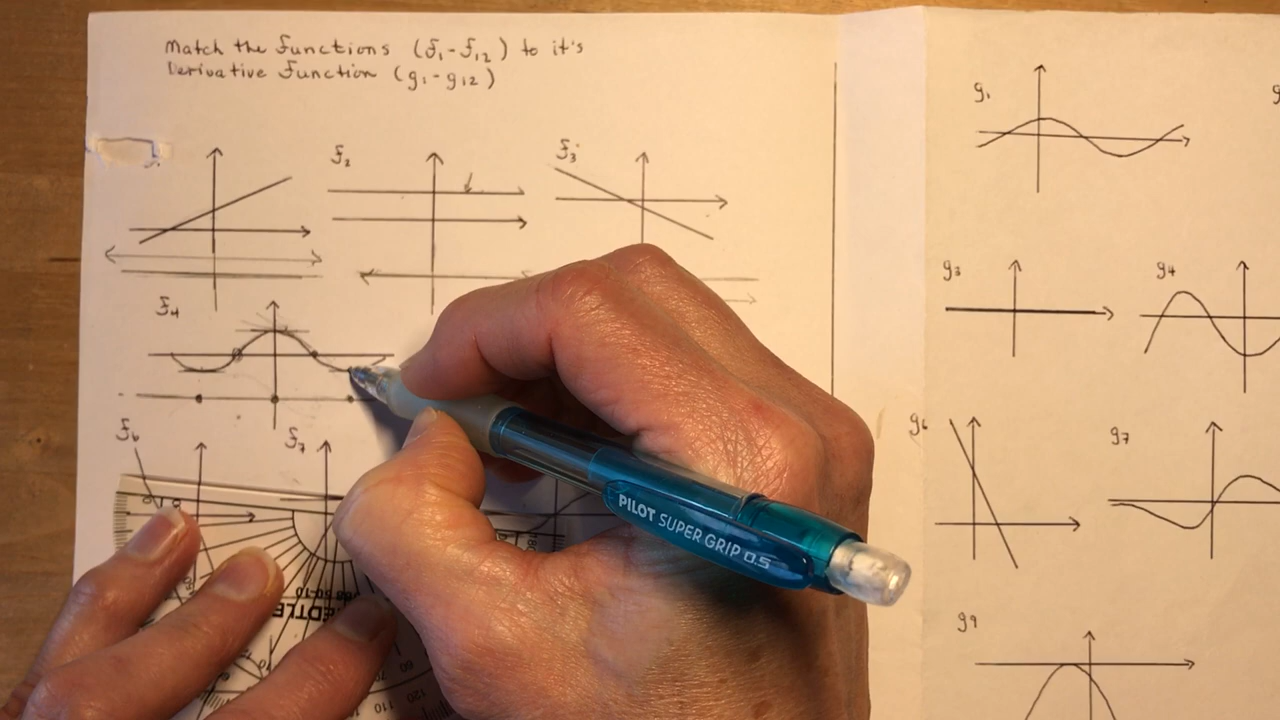 Match the functions (f₁-f₁₂) to it's
Derivative function (g₁-g₁₂)
f₂
f₃
f₄
f₆
f₇
g₁
g₃
g₄
g₆
g₇
g₉
PILOT SUPER GRIP 0.5